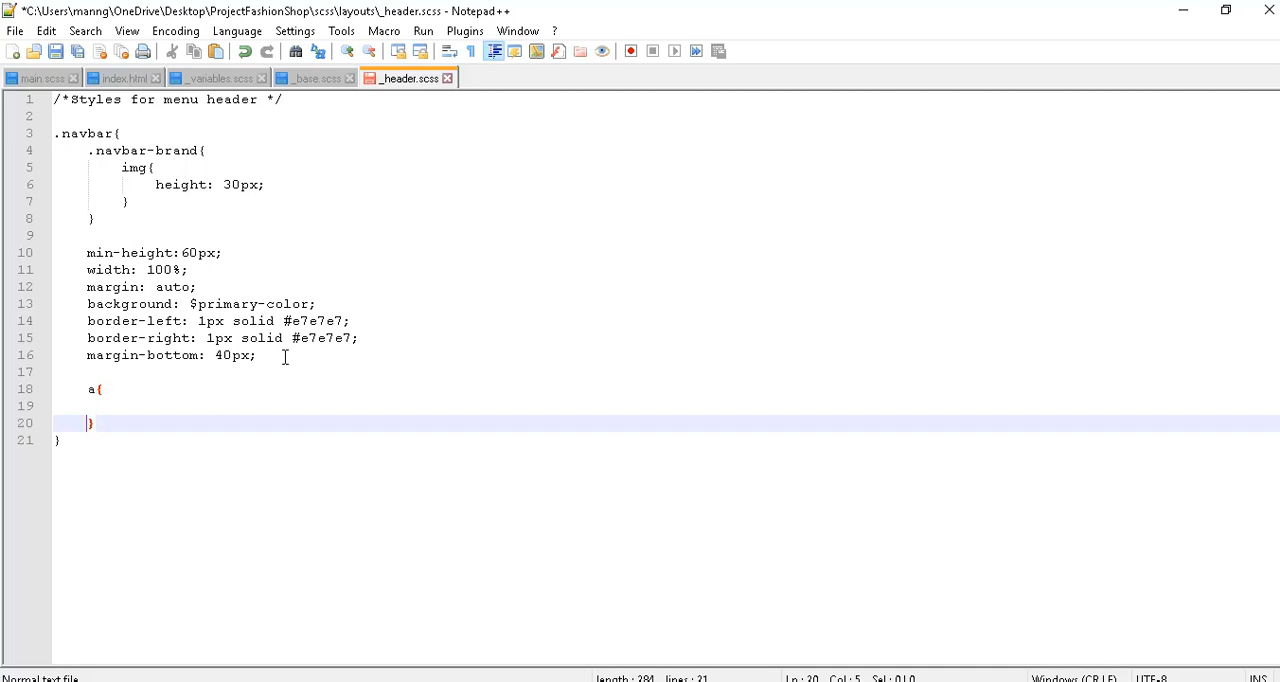 *C:\Users\manng\OneDrive\Desktop\ProjectFashionShop\scss\layouts\_header.scss - Notepad++
File Edit Search View Encoding Language Settings Tools Macro Run Plugins Window ?
main.scss index.html _variables.scss _base.scss _header.scss
1 /*Styles for menu header */
2
3 .navbar{
4 .navbar-brand{
5 img{
6 height: 30px;
7 }
8 }
9
10 min-height:60px;
11 width: 100%;
12 margin: auto;
13 background: $primary-color;
14 border-left: 1px solid #e7e7e7;
15 border-right: 1px solid #e7e7e7;
16 margin-bottom: 40px;
17
18 a{
19
20 }
21 }
Normal text file length : 284 lines : 21 Ln : 20 Col : 5 Sel : 0 | 0 Windows (CR LF) UTF-8 INS